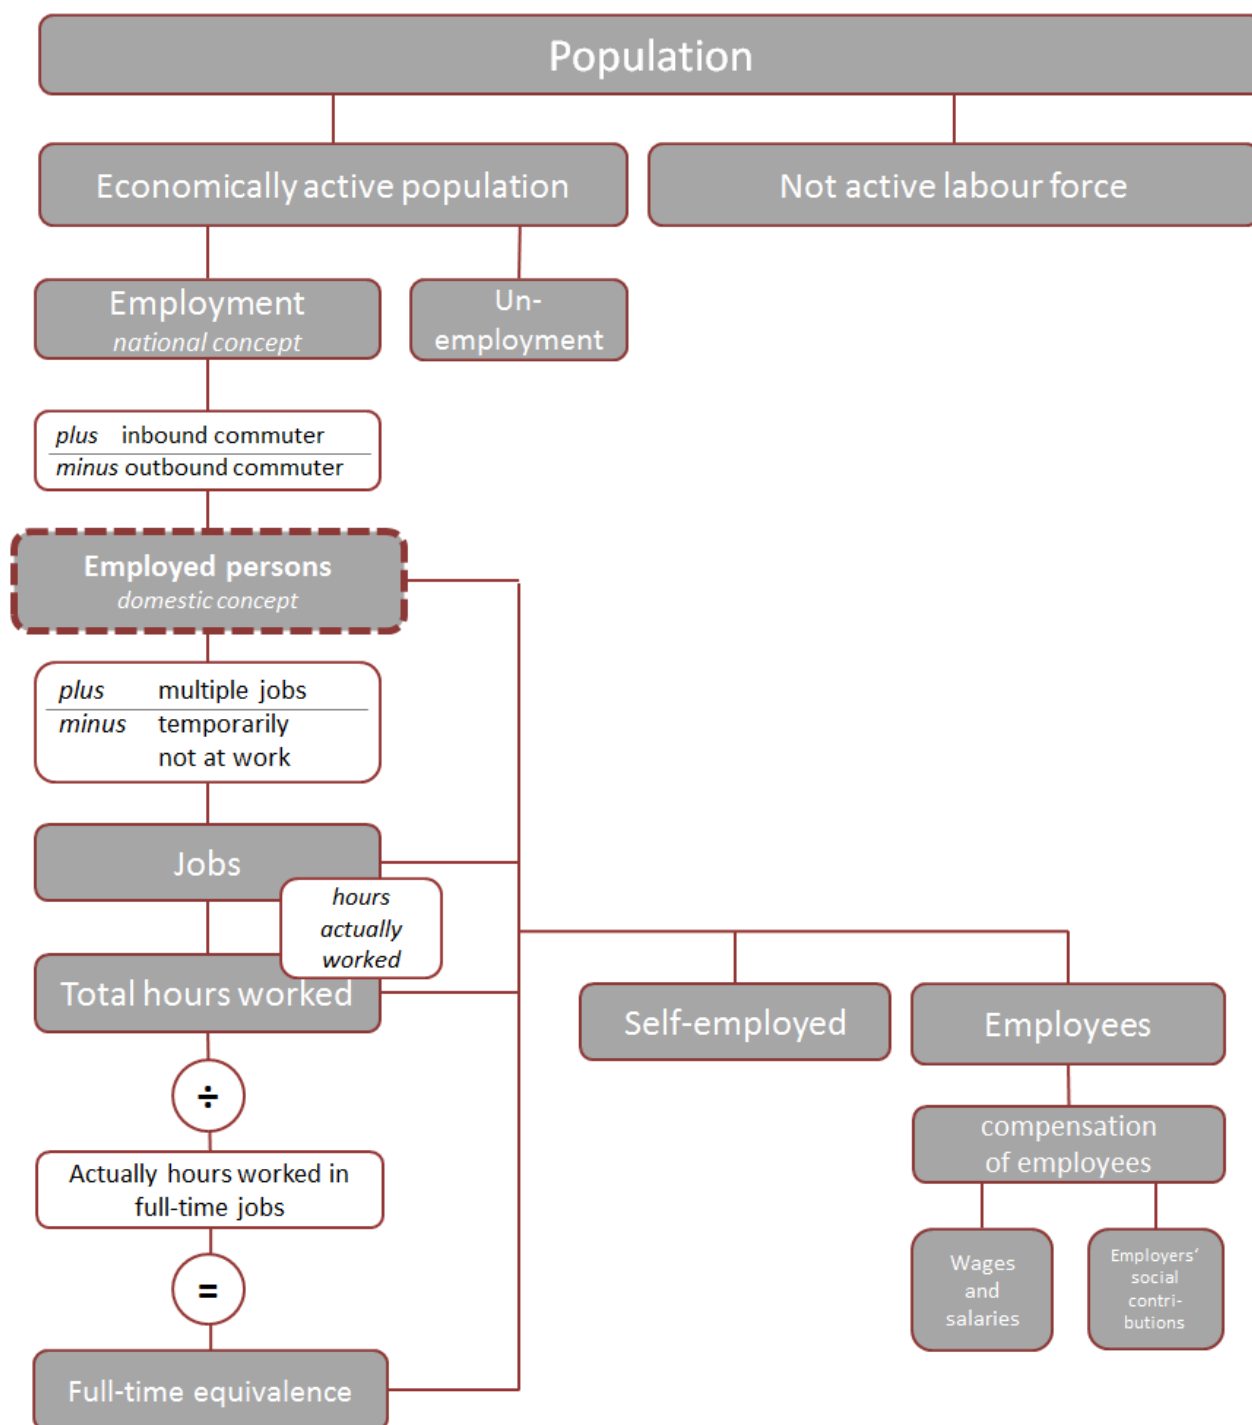 Population
Economically active population
Not active labour force
Employment
national concept
Un-
employment
plus inbound commuter
minus outbound commuter
Employed persons
domestic concept
plus multiple jobs
minus temporarily
not at work
Jobs
hours
actually
worked
Total hours worked
Self-employed
Employees
÷
compensation
of employees
Actually hours worked in
full-time jobs
Wages
and
salaries
Employers‘
social
contri-
butions
=
Full-time equivalence